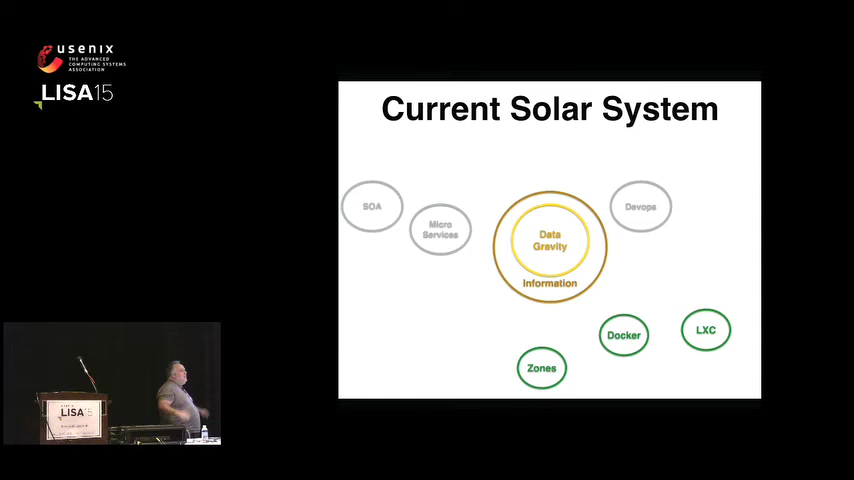 usenix
THE ADVANCED
COMPUTING SYSTEMS
ASSOCIATION
LISA15
Current Solar System
SOA
Micro
Services
Data
Gravity
Information
Devops
Docker
LXC
Zones
LISA15